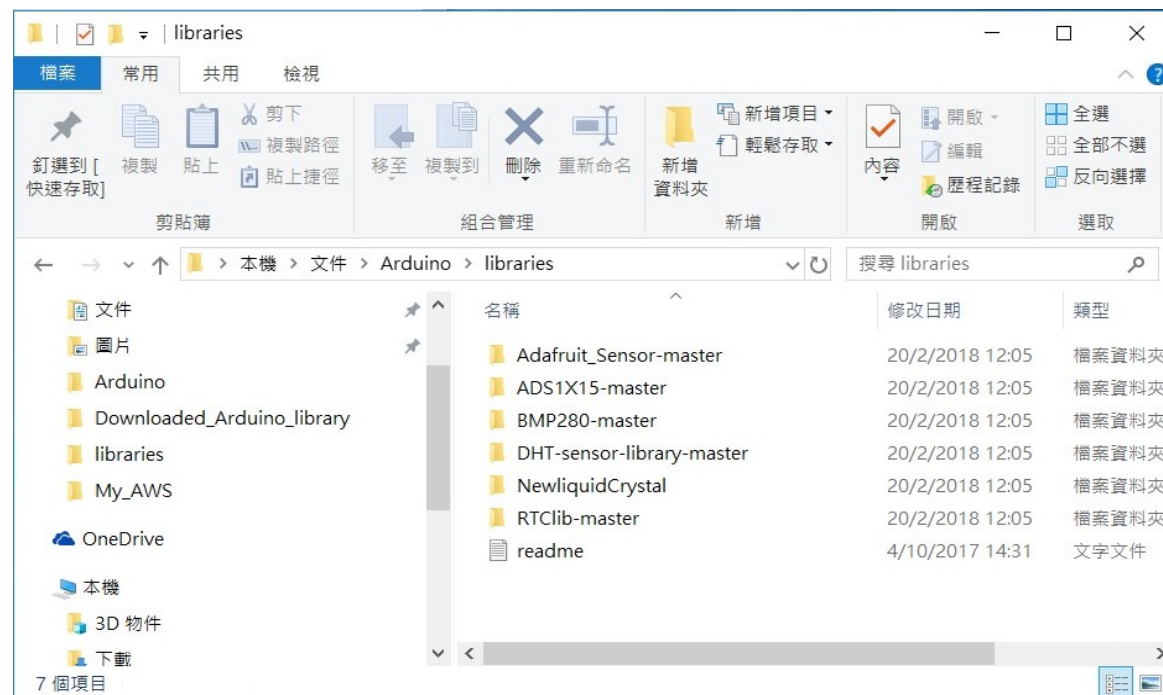 libraries
檔案 常用 共用 檢視
釘選到 [
快速存取]
複製
貼上
剪下
複製路徑
貼上捷徑
剪貼簿
移至
複製到
刪除
重新命名
組合管理
新增
資料夾
新增項目
輕鬆存取
新增
內容
開啟
編輯
歷程記錄
開啟
全選
全部不選
反向選擇
選取
本機 > 文件 > Arduino > libraries
搜尋 libraries
文件
圖片
Arduino
Downloaded_Arduino_library
libraries
My_AWS
OneDrive
本機
3D 物件
下載
名稱 修改日期 類型
Adafruit_Sensor-master 20/2/2018 12:05 檔案資料夾
ADS1X15-master 20/2/2018 12:05 檔案資料夾
BMP280-master 20/2/2018 12:05 檔案資料夾
DHT-sensor-library-master 20/2/2018 12:05 檔案資料夾
NewliquidCrystal 20/2/2018 12:05 檔案資料夾
RTClib-master 20/2/2018 12:05 檔案資料夾
readme 4/10/2017 14:31 文字文件
7 個項目